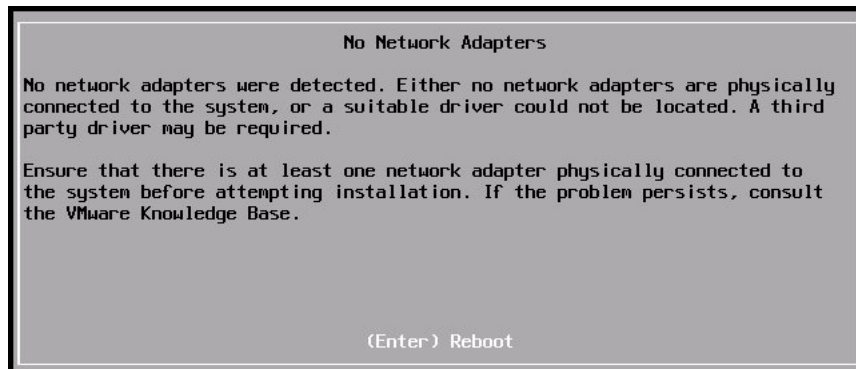 No Network Adapters
No network adapters were detected. Either no network adapters are physically
connected to the system, or a suitable driver could not be located. A third
party driver may be required.
Ensure that there is at least one network adapter physically connected to
the system before attempting installation. If the problem persists, consult
the VMware Knowledge Base.
(Enter) Reboot